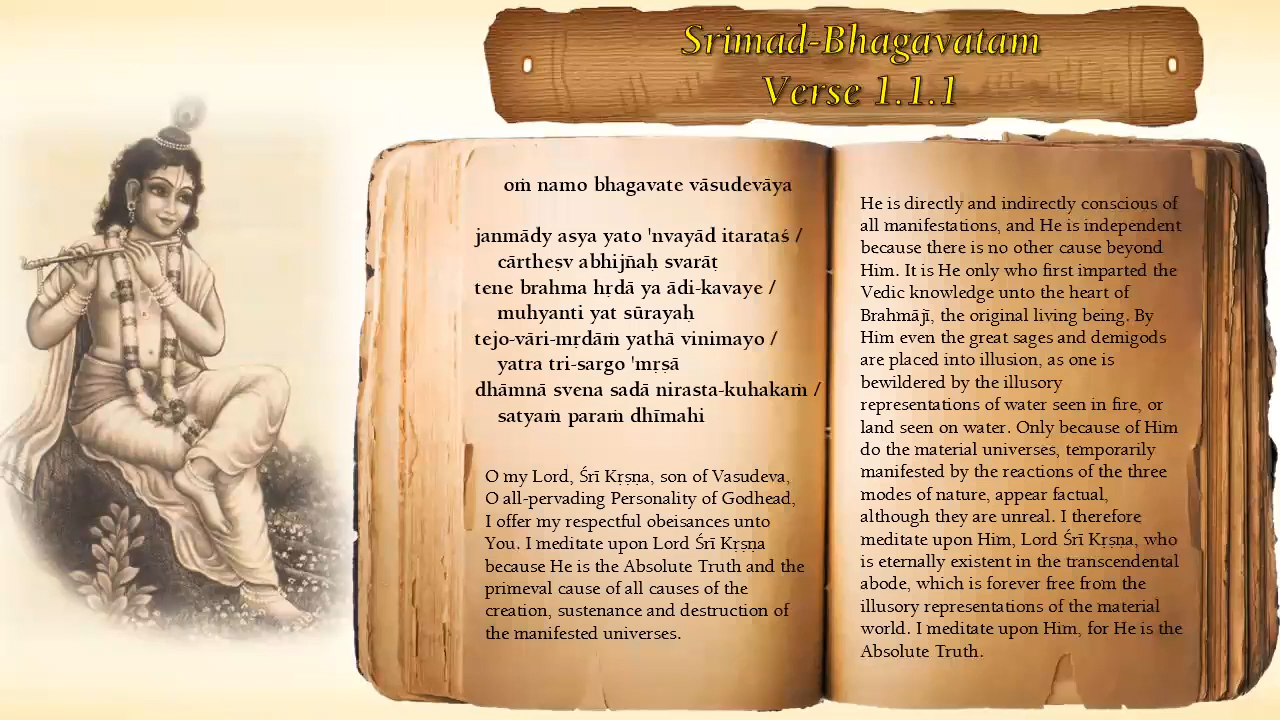 Srimad-Bhagavatam
Verse 1.1.1
oṁ namo bhagavate vāsudevāya
janmādy asya yato 'nvayād itarataś /
cārtheṣv abhijñaḥ svarāṭ
tene brahma hṛdā ya ādi-kavaye /
muhyanti yat sūrayaḥ
tejo-vāri-mṛdāṁ yathā vinimayo /
yatra tri-sargo 'mṛṣā
dhāmnā svena sadā nirasta-kuhakaṁ /
satyaṁ paraṁ dhīmahi
O my Lord, Śrī Kṛṣṇa, son of Vasudeva,
O all-pervading Personality of Godhead,
I offer my respectful obeisances unto
You. I meditate upon Lord Śrī Kṛṣṇa
because He is the Absolute Truth and the
primeval cause of all causes of the
creation, sustenance and destruction of
the manifested universes.
He is directly and indirectly conscious of
all manifestations, and He is independent
because there is no other cause beyond
Him. It is He only who first imparted the
Vedic knowledge unto the heart of
Brahmājī, the original living being. By
Him even the great sages and demigods
are placed into illusion, as one is
bewildered by the illusory
representations of water seen in fire, or
land seen on water. Only because of Him
do the material universes, temporarily
manifested by the reactions of the three
modes of nature, appear factual,
although they are unreal. I therefore
meditate upon Him, Lord Śrī Kṛṣṇa, who
is eternally existent in the transcendental
abode, which is forever free from the
illusory representations of the material
world. I meditate upon Him, for He is the
Absolute Truth.